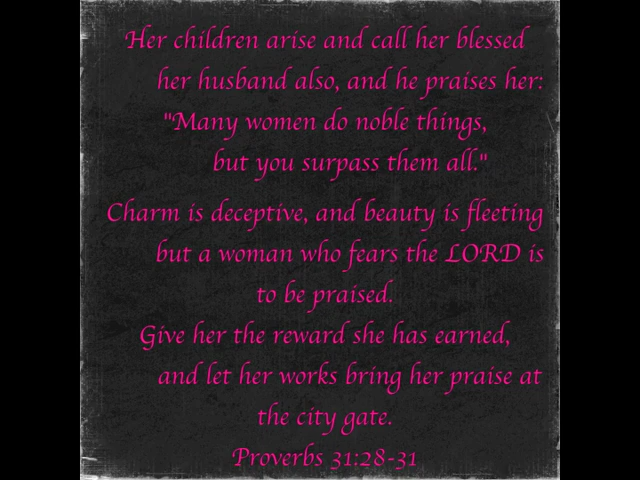 Her children arise and call her blessed
her husband also, and he praises her:
"Many women do noble things,
but you surpass them all."
Charm is deceptive, and beauty is fleeting
but a woman who fears the LORD is
to be praised.
Give her the reward she has earned,
and let her works bring her praise at
the city gate.
Proverbs 31:28-31